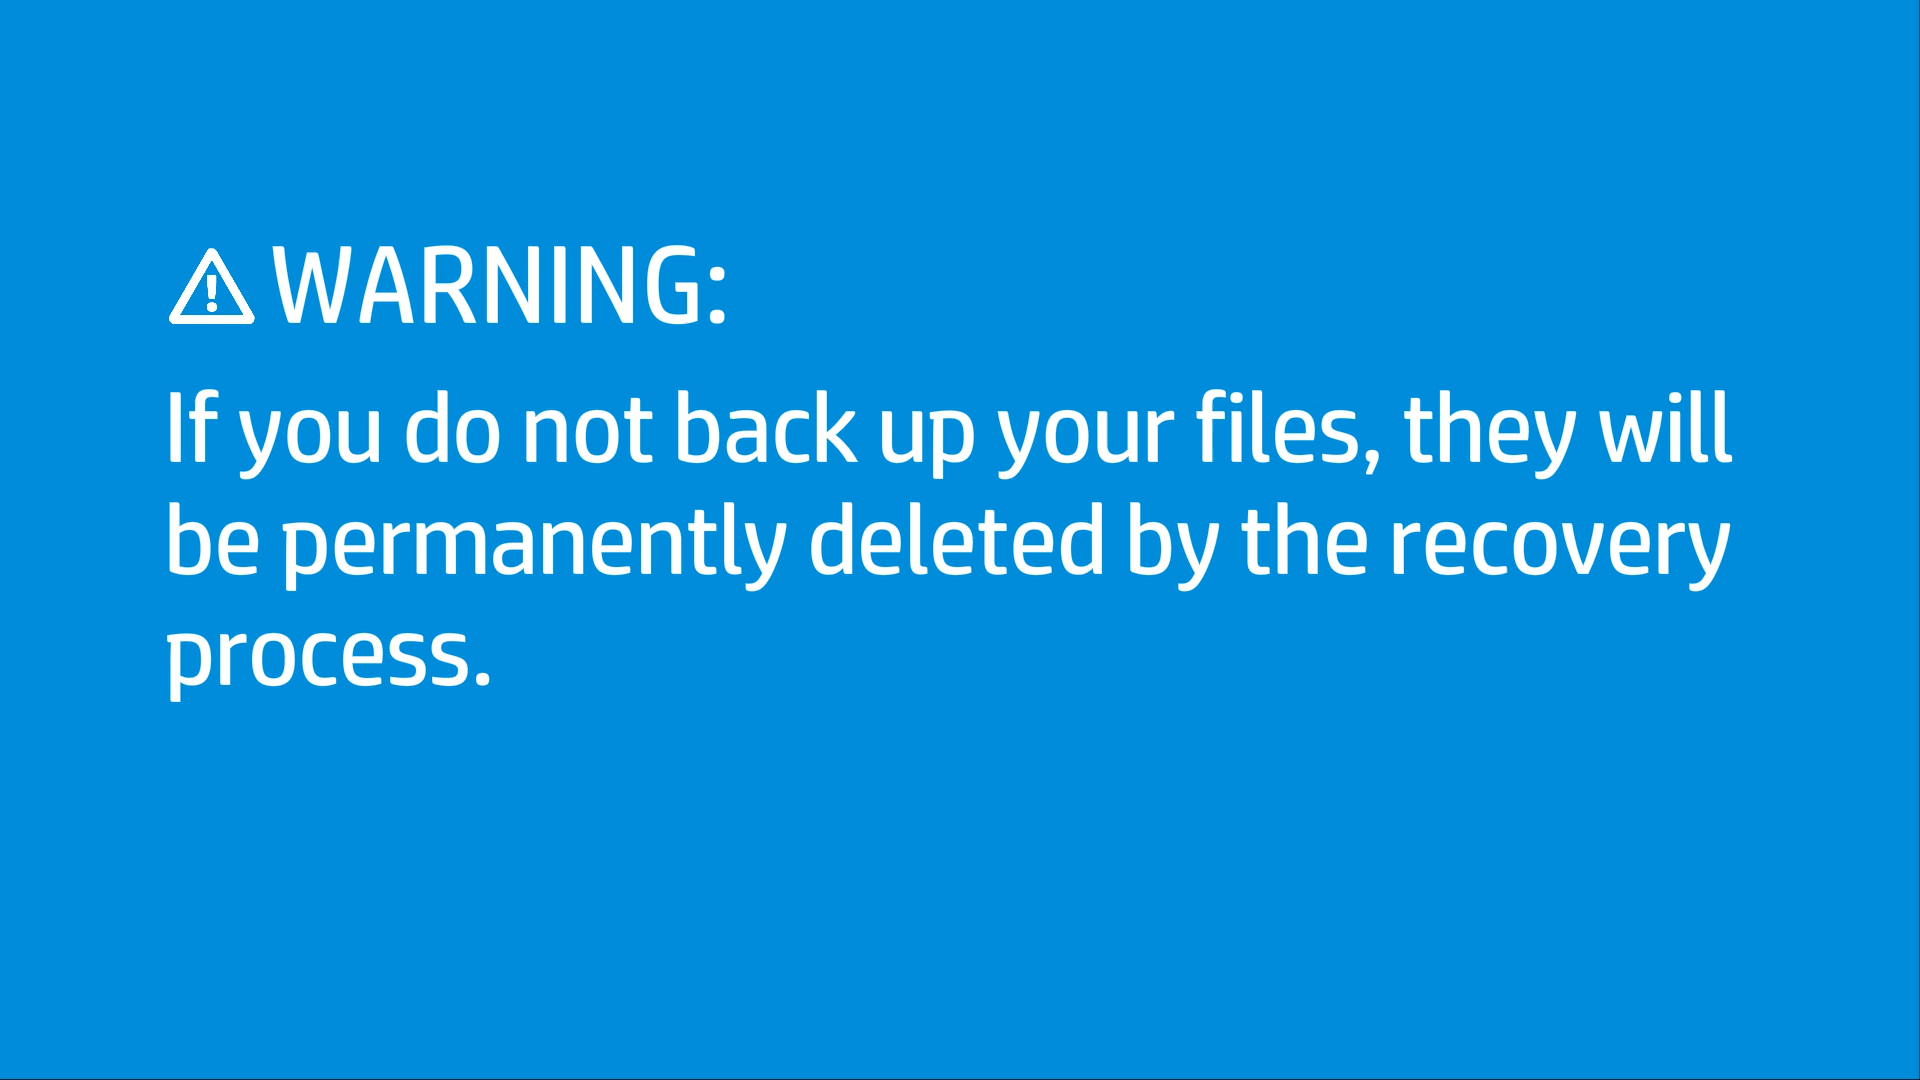 ⚠ WARNING:
If you do not back up your files, they will
be permanently deleted by the recovery
process.